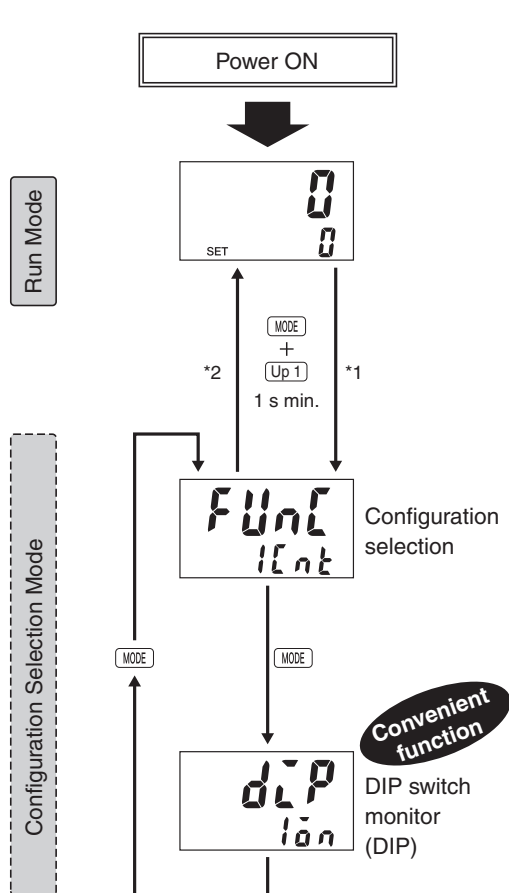 Power ON
Run Mode
0
SET 0
MODE
+
Up 1
1 s min.
*2
*1
FUnC
1Cnt
Configuration
selection
Configuration Selection Mode
MODE
MODE
Convenient
function
diP
1on
DIP switch
monitor
(DIP)